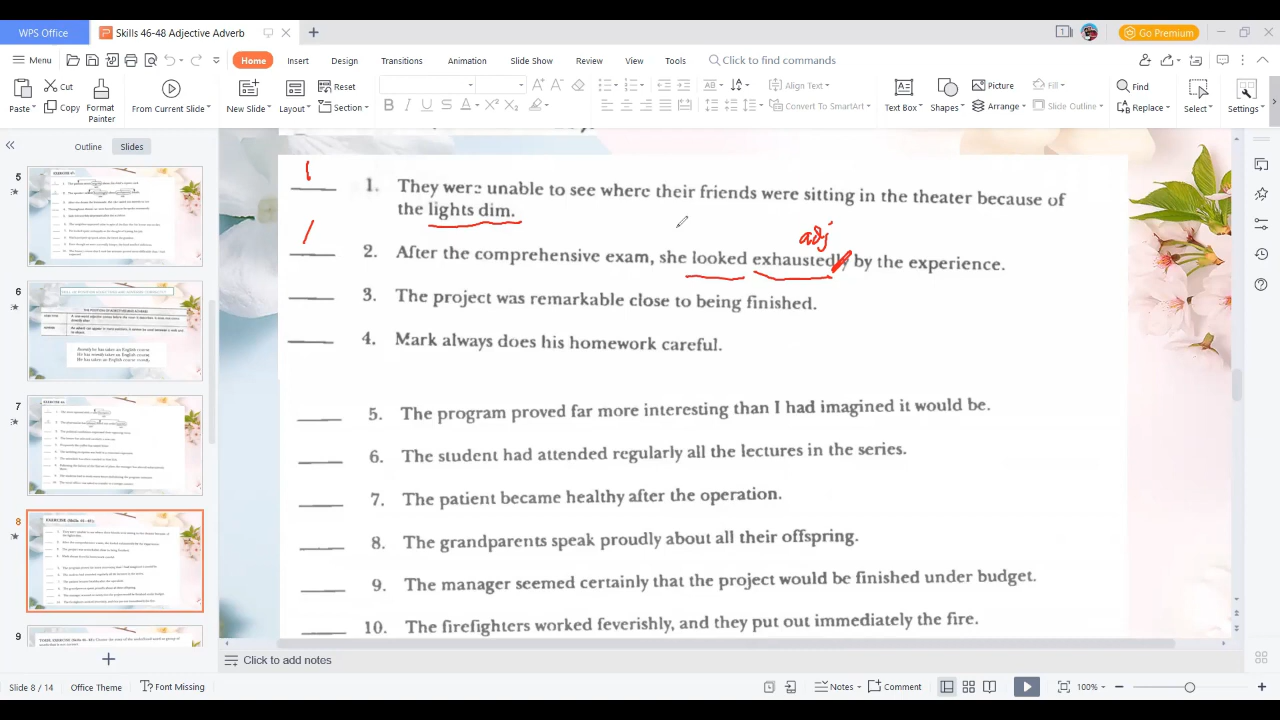 WPS Office
Skills 46-48 Adjective Adverb
Go Premium
Menu
Home
Insert
Design
Transitions
Animation
Slide Show
Review
View
Tools
Click to find commands
Cut
Copy
Format
Painter
From Current Slide
New Slide
Layout
Reset
Section
Align Text
Convert To SmartArt
Text Box
Shapes
Picture
Fill
Arrange
Slide Outline
Find
Replace
Select
Settings
Outline
Slides
5
6
7
8
9
1. They were unable to see where their friends were sitting in the theater because of
the lights dim.
adj
2. After the comprehensive exam, she looked exhaustedly by the experience.
3. The project was remarkable close to being finished.
4. Mark always does his homework careful.
5. The program proved far more interesting than I had imagined it would be.
6. The student had attended regularly all the lectures in the series.
7. The patient became healthy after the operation.
8. The grandparents speak proudly about all their offspring.
The manager seemed certainly that the project would be finished under budget.
10. The firefighters worked feverishly, and they put out immediately the fire.
Click to add notes
Slide 8 / 14
Office Theme
Font Missing
Notes
Comment
100%